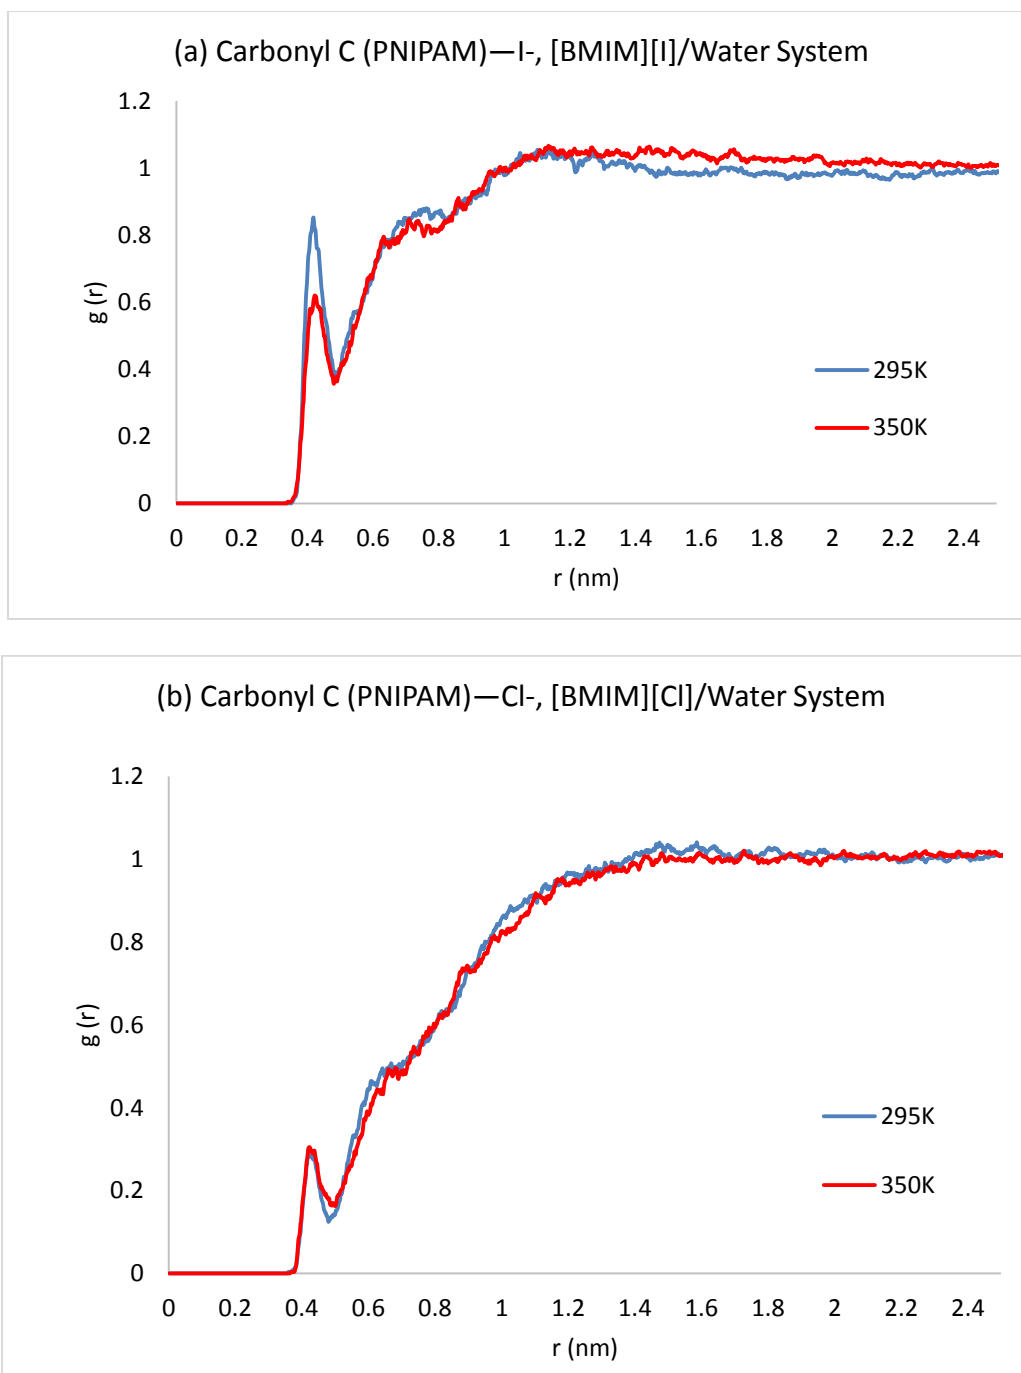 (a) Carbonyl C (PNIPAM)—I-, [BMIM][I]/Water System
1.2
1
0.8
0.6
0.4
0.2
0
g (r)
295K
350K
0 0.2 0.4 0.6 0.8 1 1.2 1.4 1.6 1.8 2 2.2 2.4
r (nm)
(b) Carbonyl C (PNIPAM)—Cl-, [BMIM][Cl]/Water System
1.2
1
0.8
0.6
0.4
0.2
0
g (r)
295K
350K
0 0.2 0.4 0.6 0.8 1 1.2 1.4 1.6 1.8 2 2.2 2.4
r (nm)